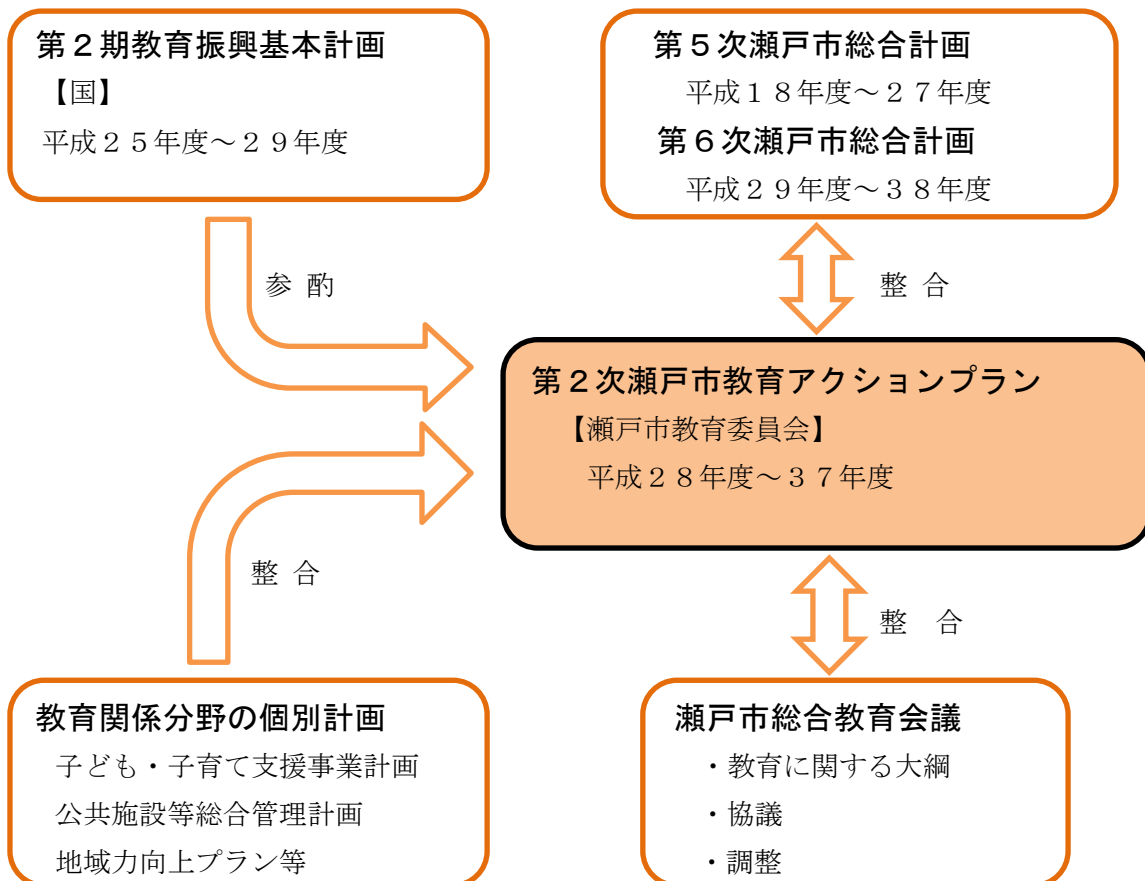 第２期教育振興基本計画
【国】
平成２５年度～２９年度
第５次瀬戸市総合計画
平成１８年度～２７年度
第６次瀬戸市総合計画
平成２９年度～３８年度
参 酌
整 合
第２次瀬戸市教育アクションプラン
【瀬戸市教育委員会】
平成２８年度～３７年度
整 合
整　合
教育関係分野の個別計画
子ども・子育て支援事業計画
公共施設等総合管理計画
地域力向上プラン等
瀬戸市総合教育会議
・教育に関する大綱
・協議
・調整